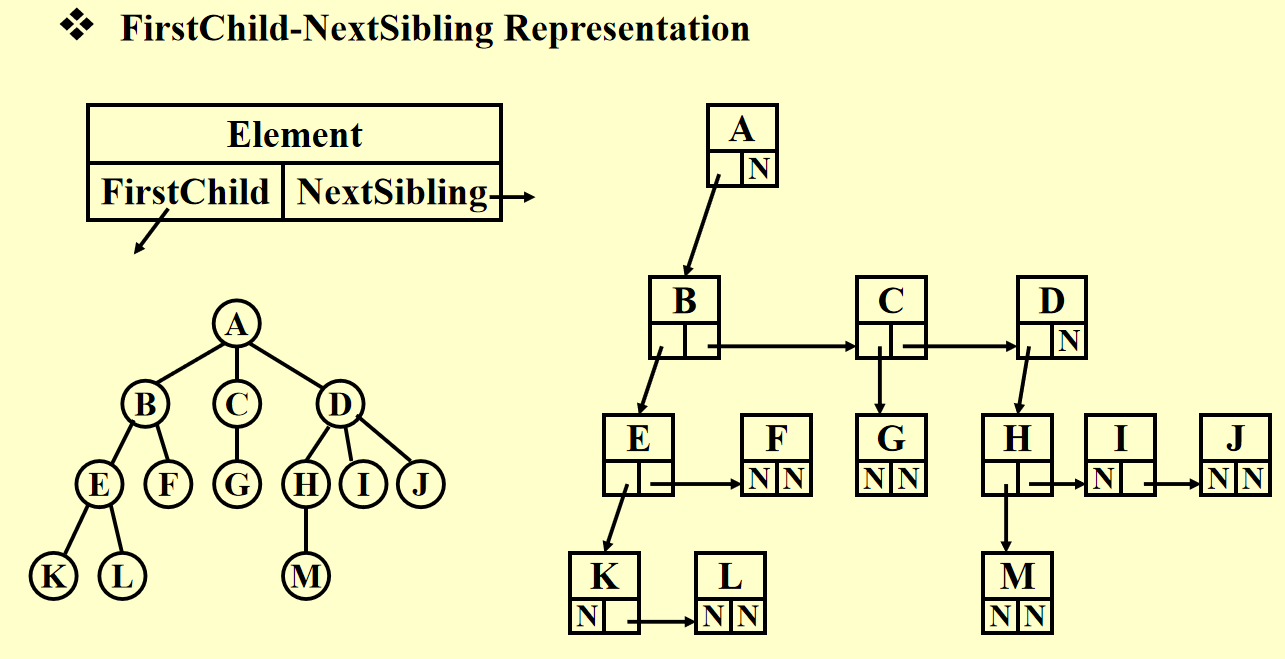 ❖ FirstChild-NextSibling Representation
Element
FirstChild NextSibling
A
B C D
E F G H I J
K L M
A
N
B C D
N
E F G H I J
N N N N N N N
K L M
N N N N N